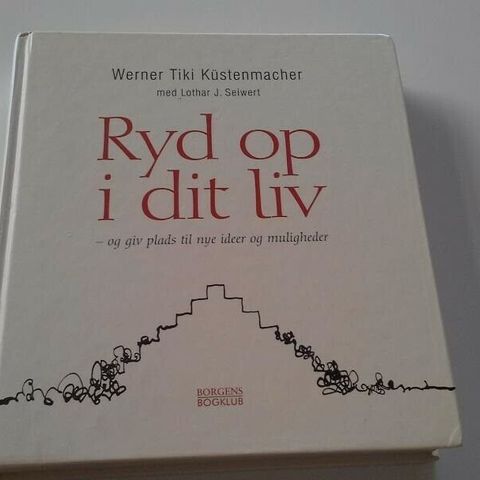 Werner Tiki Küstenmacher
med Lothar J. Seiwert
Ryd op
i dit liv
– og giv plads til nye ideer og muligheder
BORGENS
BOGKLUB